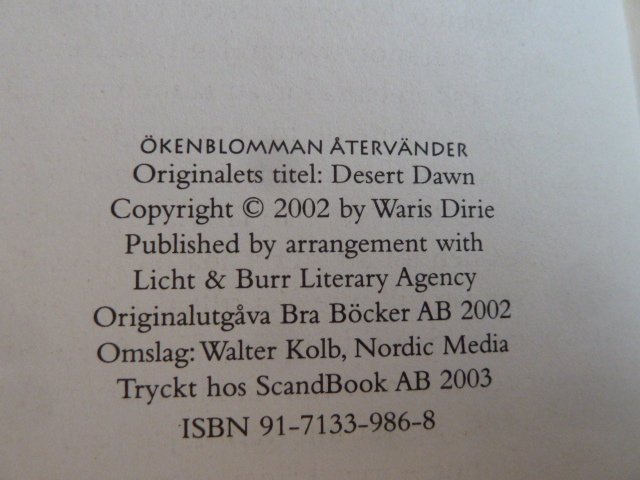 ÖKENBLOMMAN ÅTERVÄNDER
Originalets titel: Desert Dawn
Copyright © 2002 by Waris Dirie
Published by arrangement with
Licht & Burr Literary Agency
Originalutgåva Bra Böcker AB 2002
Omslag: Walter Kolb, Nordic Media
Tryckt hos ScandBook AB 2003
ISBN 91-7133-986-8